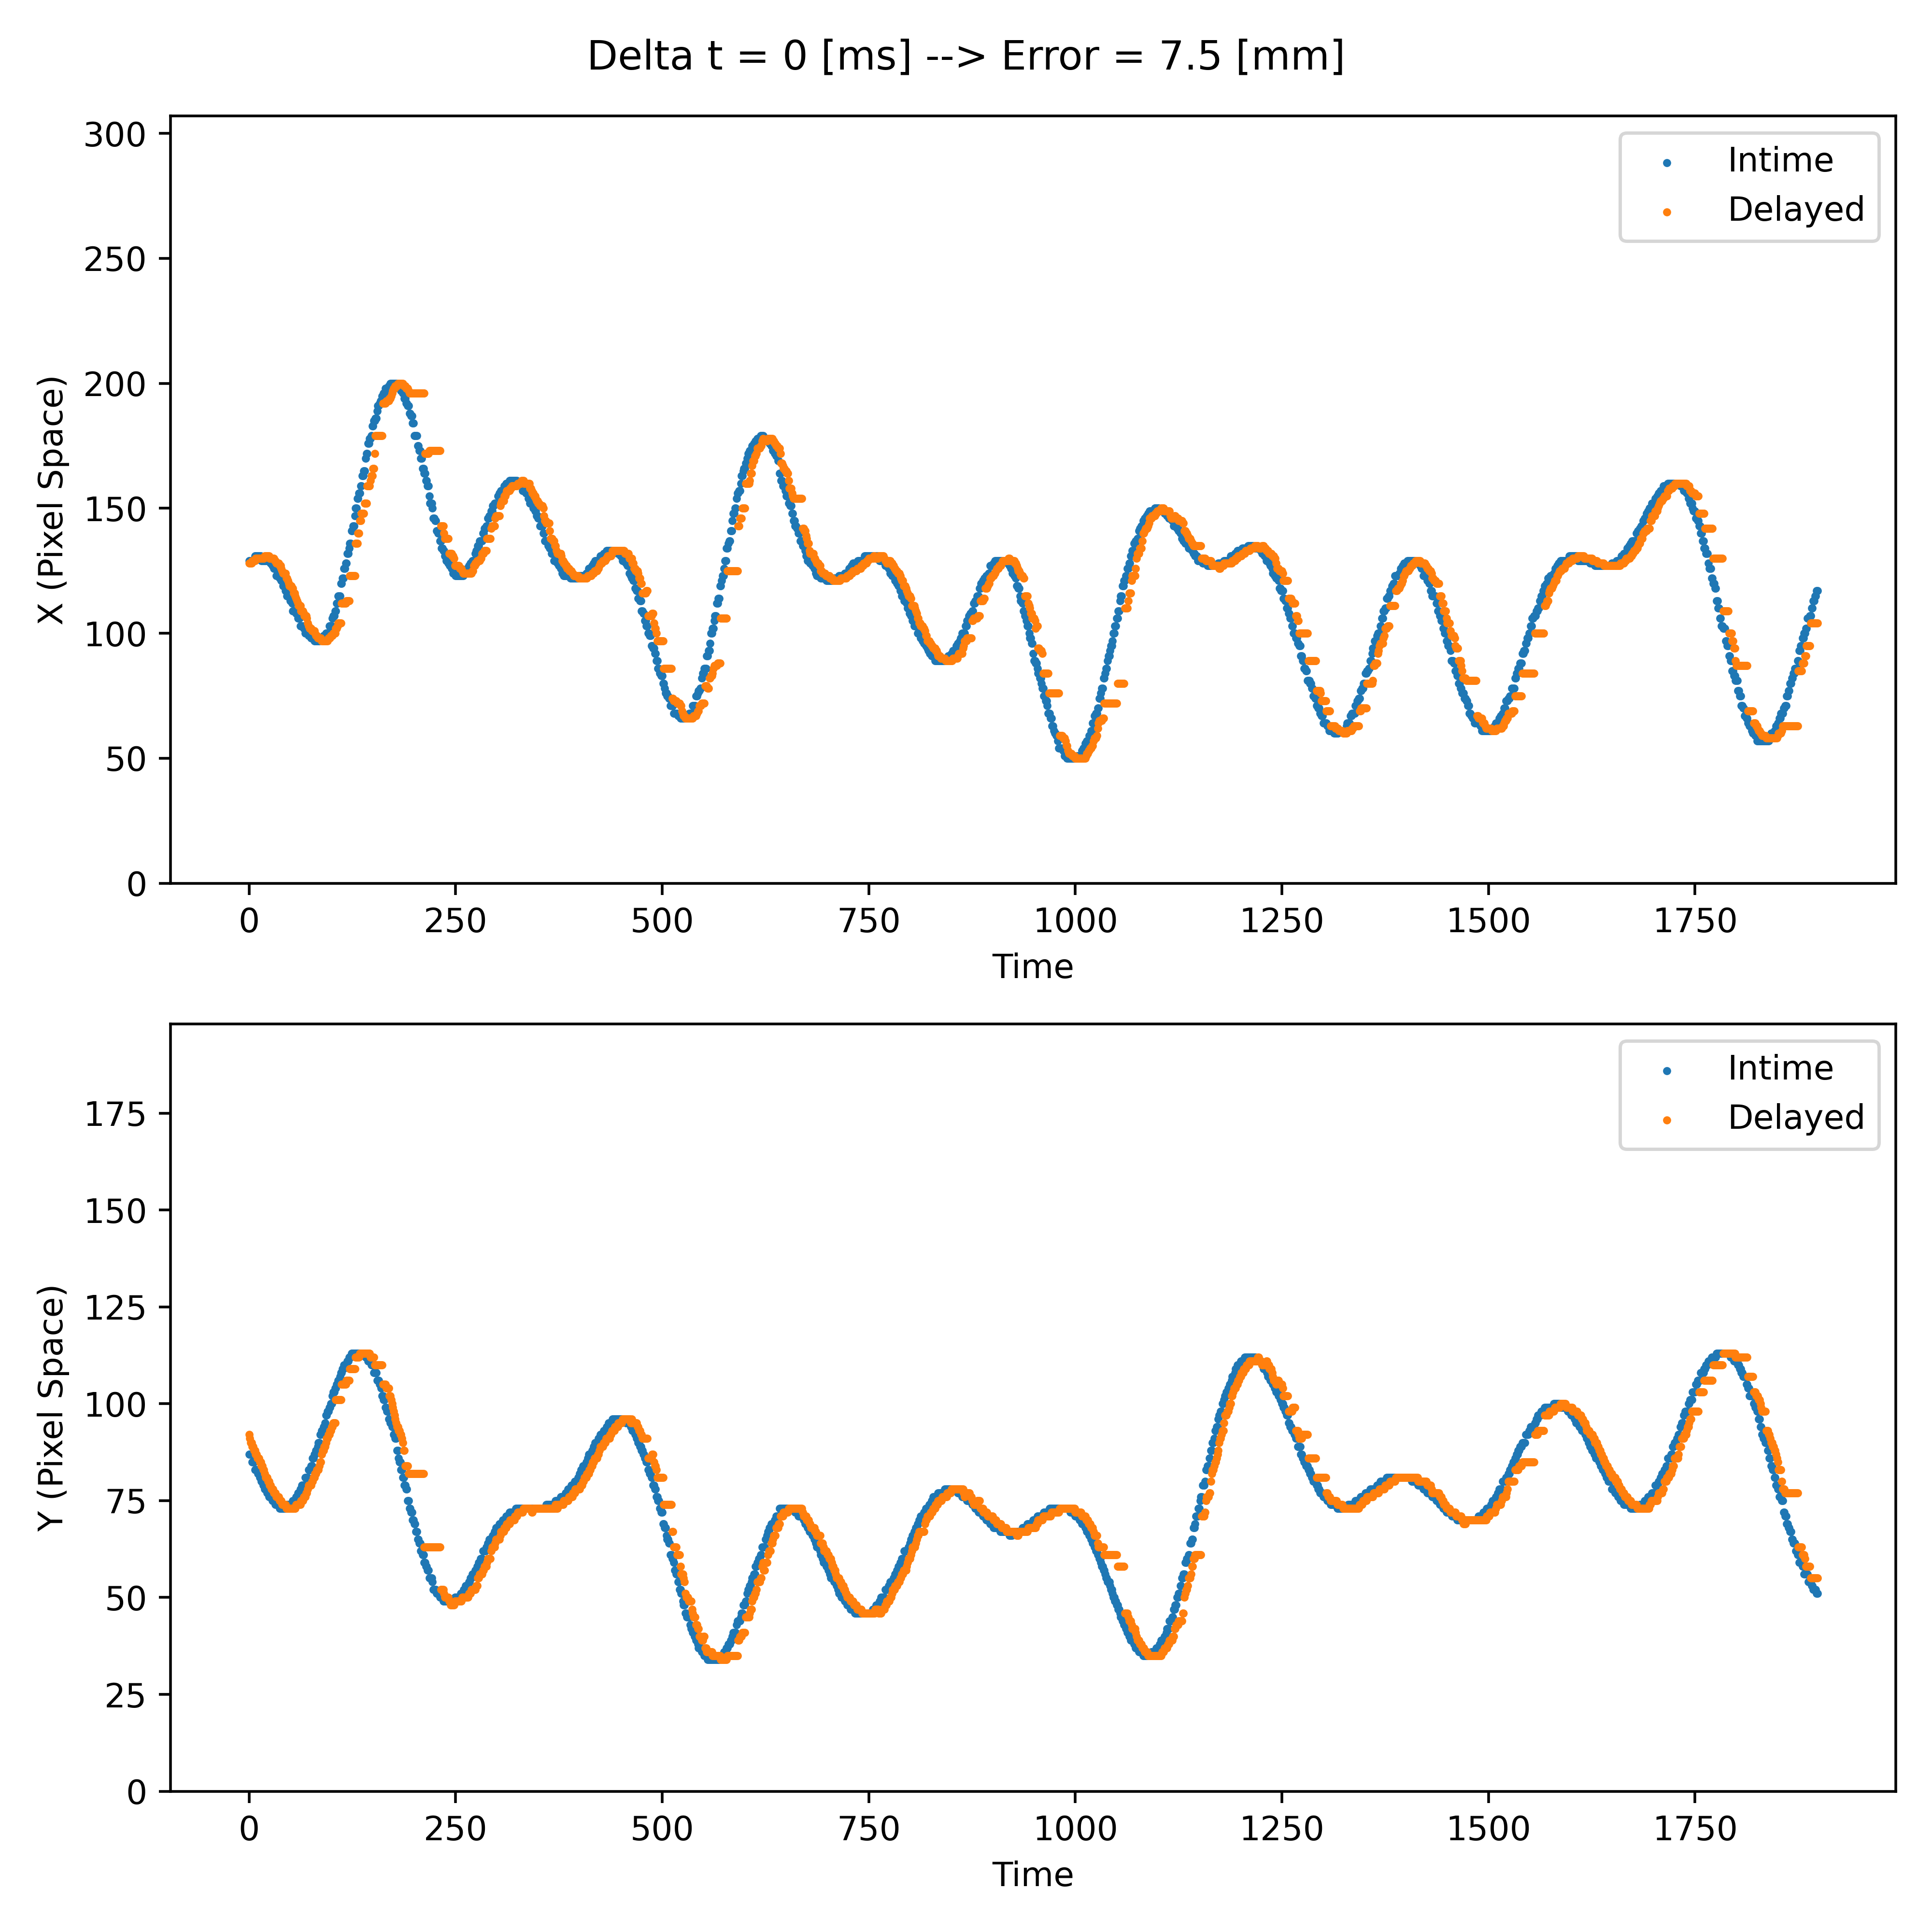 Delta t = 0 [ms] --> Error = 7.5 [mm]
300
250
200
150
100
50
0
X (Pixel Space)
Intime
Delayed
0 250 500 750 1000 1250 1500 1750
Time
175
150
125
100
75
50
25
0
Y (Pixel Space)
Intime
Delayed
0 250 500 750 1000 1250 1500 1750
Time